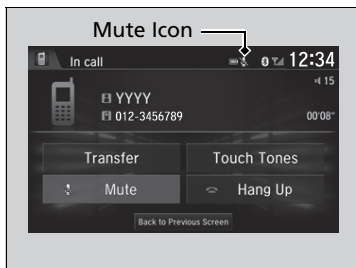 Mute Icon
In call
12:34
15
YYYY
012-3456789
00'08"
Transfer
Touch Tones
Mute
Hang Up
Back to Previous Screen